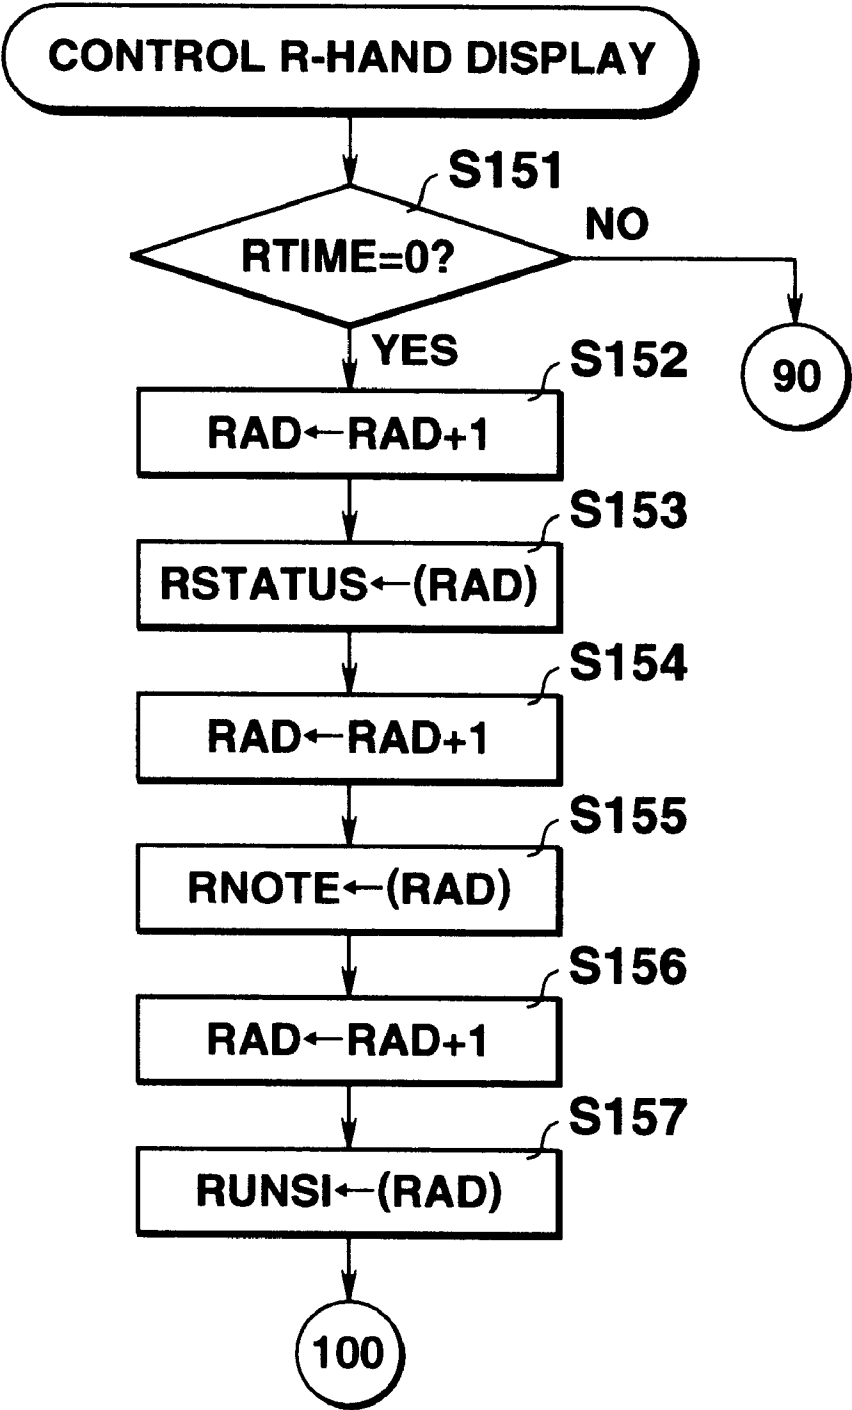 CONTROL R-HAND DISPLAY
S151
RTIME=0?
NO
90
YES
S152
RAD←RAD+1
S153
RSTATUS←(RAD)
S154
RAD←RAD+1
S155
RNOTE←(RAD)
S156
RAD←RAD+1
S157
RUNSI←(RAD)
100